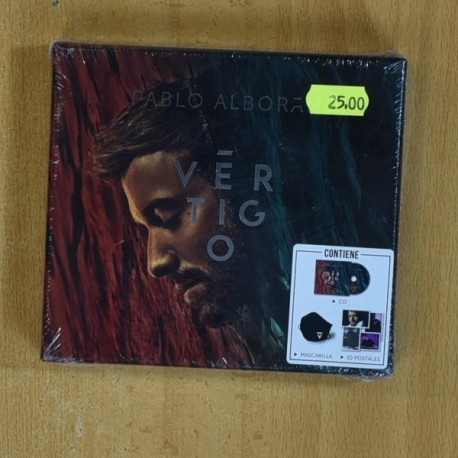 PABLO ALBORÁ
25,00
VĒR
TIG
O
CONTIENE
▸ CD
▸ MASCARILLA
▸ 10 POSTALES